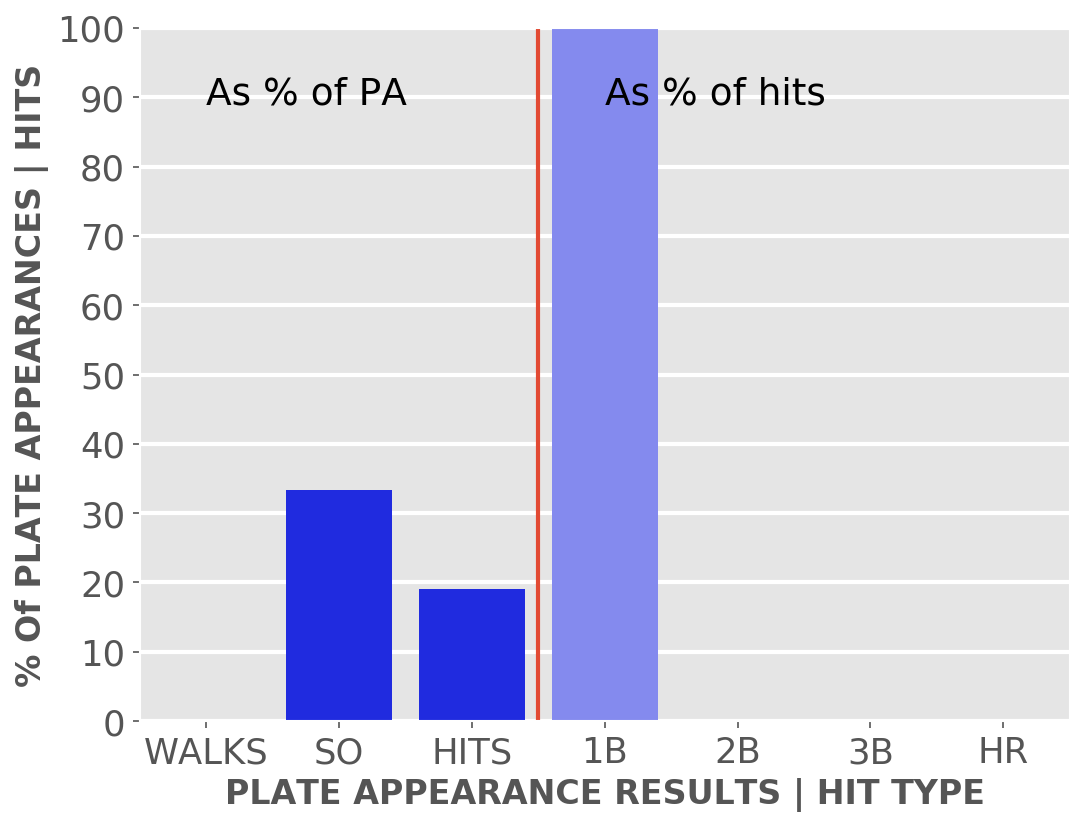 % Of PLATE APPEARANCES | HITS
100
90
80
70
60
50
40
30
20
10
0
As % of PA
As % of hits
WALKS SO HITS 1B 2B 3B HR
PLATE APPEARANCE RESULTS | HIT TYPE